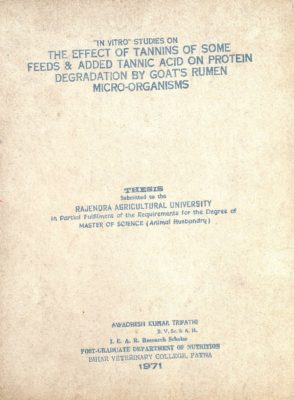 "IN VITRO" STUDIES ON
THE EFFECT OF TANNINS OF SOME
FEEDS & ADDED TANNIC ACID ON PROTEIN
DEGRADATION BY GOAT'S RUMEN
MICRO-ORGANISMS
THESIS
Submitted to the
RAJENDRA AGRICULTURAL UNIVERSITY
in Partial Fulfilment of the Requirements for the Degree of
MASTER OF SCIENCE (Animal Husbandry)
AWADHESH KUMAR TRIPATHI
B. V. Sc. & A. H.
I. C. A. R. Research Scholar
POST-GRADUATE DEPARTMENT OF NUTRITION
BIHAR VETERINARY COLLEGE, PATNA
1971